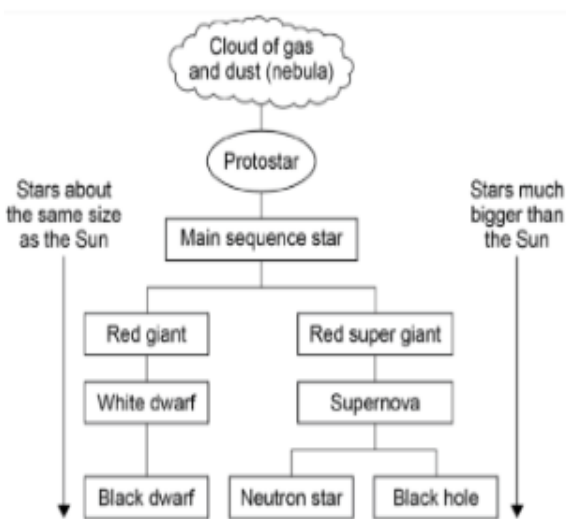 Cloud of gas
and dust (nebula)
Protostar
Stars about
the same size
as the Sun
Stars much
bigger than
the Sun
Main sequence star
Red giant
Red super giant
White dwarf
Supernova
Black dwarf
Neutron star
Black hole